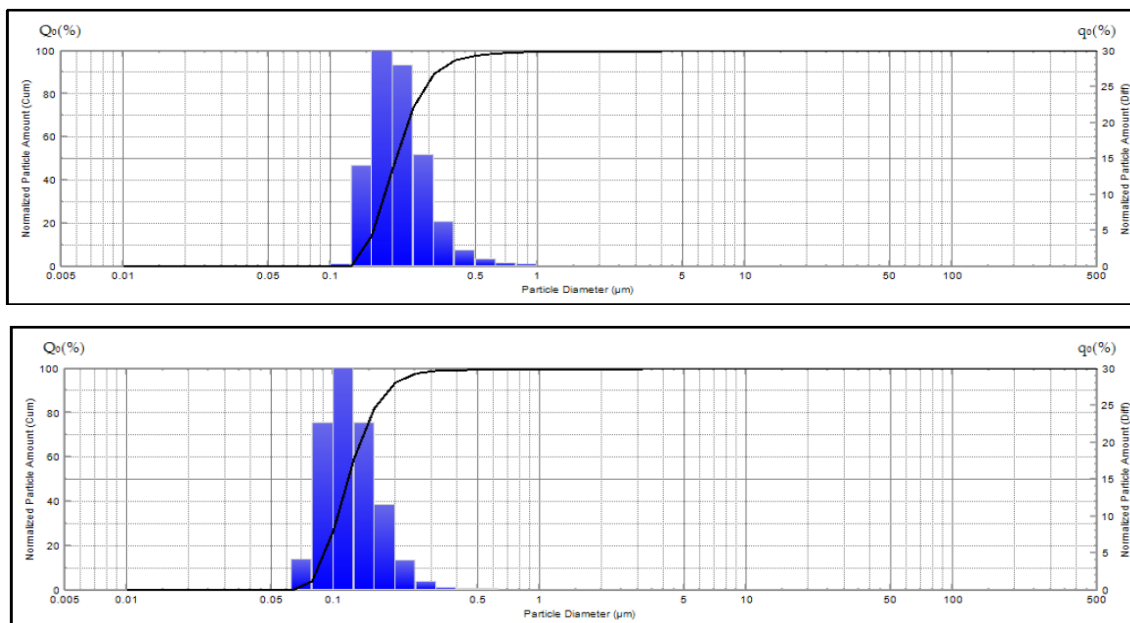 Q₀(%) q₀(%)
Normalized Particle Amount (Cum)
100
80
60
40
20
0
Normalized Particle Amount (Diff)
30
25
20
15
10
5
0
0.005 0.01 0.05 0.1 0.5 1 5 10 50 100 500
Particle Diameter (µm)
Q₀(%) q₀(%)
Normalized Particle Amount (Cum)
100
80
60
40
20
0
Normalized Particle Amount (Diff)
30
25
20
15
10
5
0
0.005 0.01 0.05 0.1 0.5 1 5 10 50 100 500
Particle Diameter (µm)